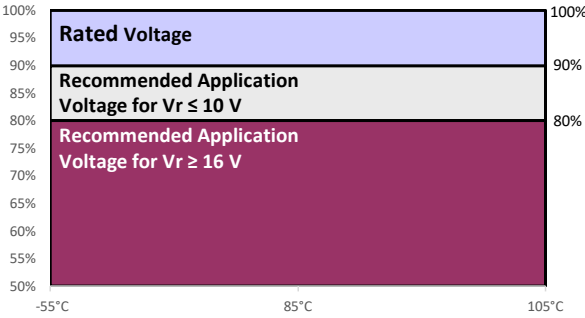 100%
95%
90%
85%
80%
75%
70%
65%
60%
55%
50%
Rated Voltage
Recommended Application
Voltage for Vr ≤ 10 V
Recommended Application
Voltage for Vr ≥ 16 V
100%
90%
80%
-55°C
85°C
105°C